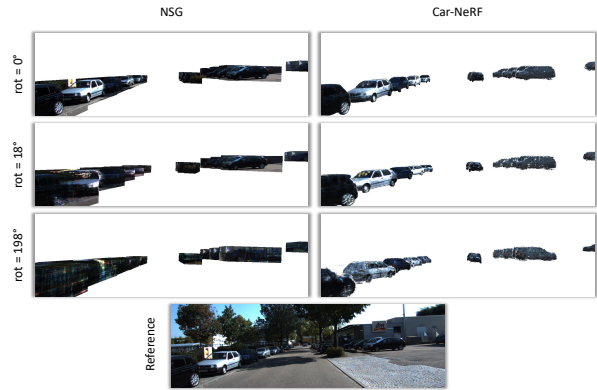 NSG Car-NeRF
rot = 0°
rot = 18°
rot = 198°
Reference